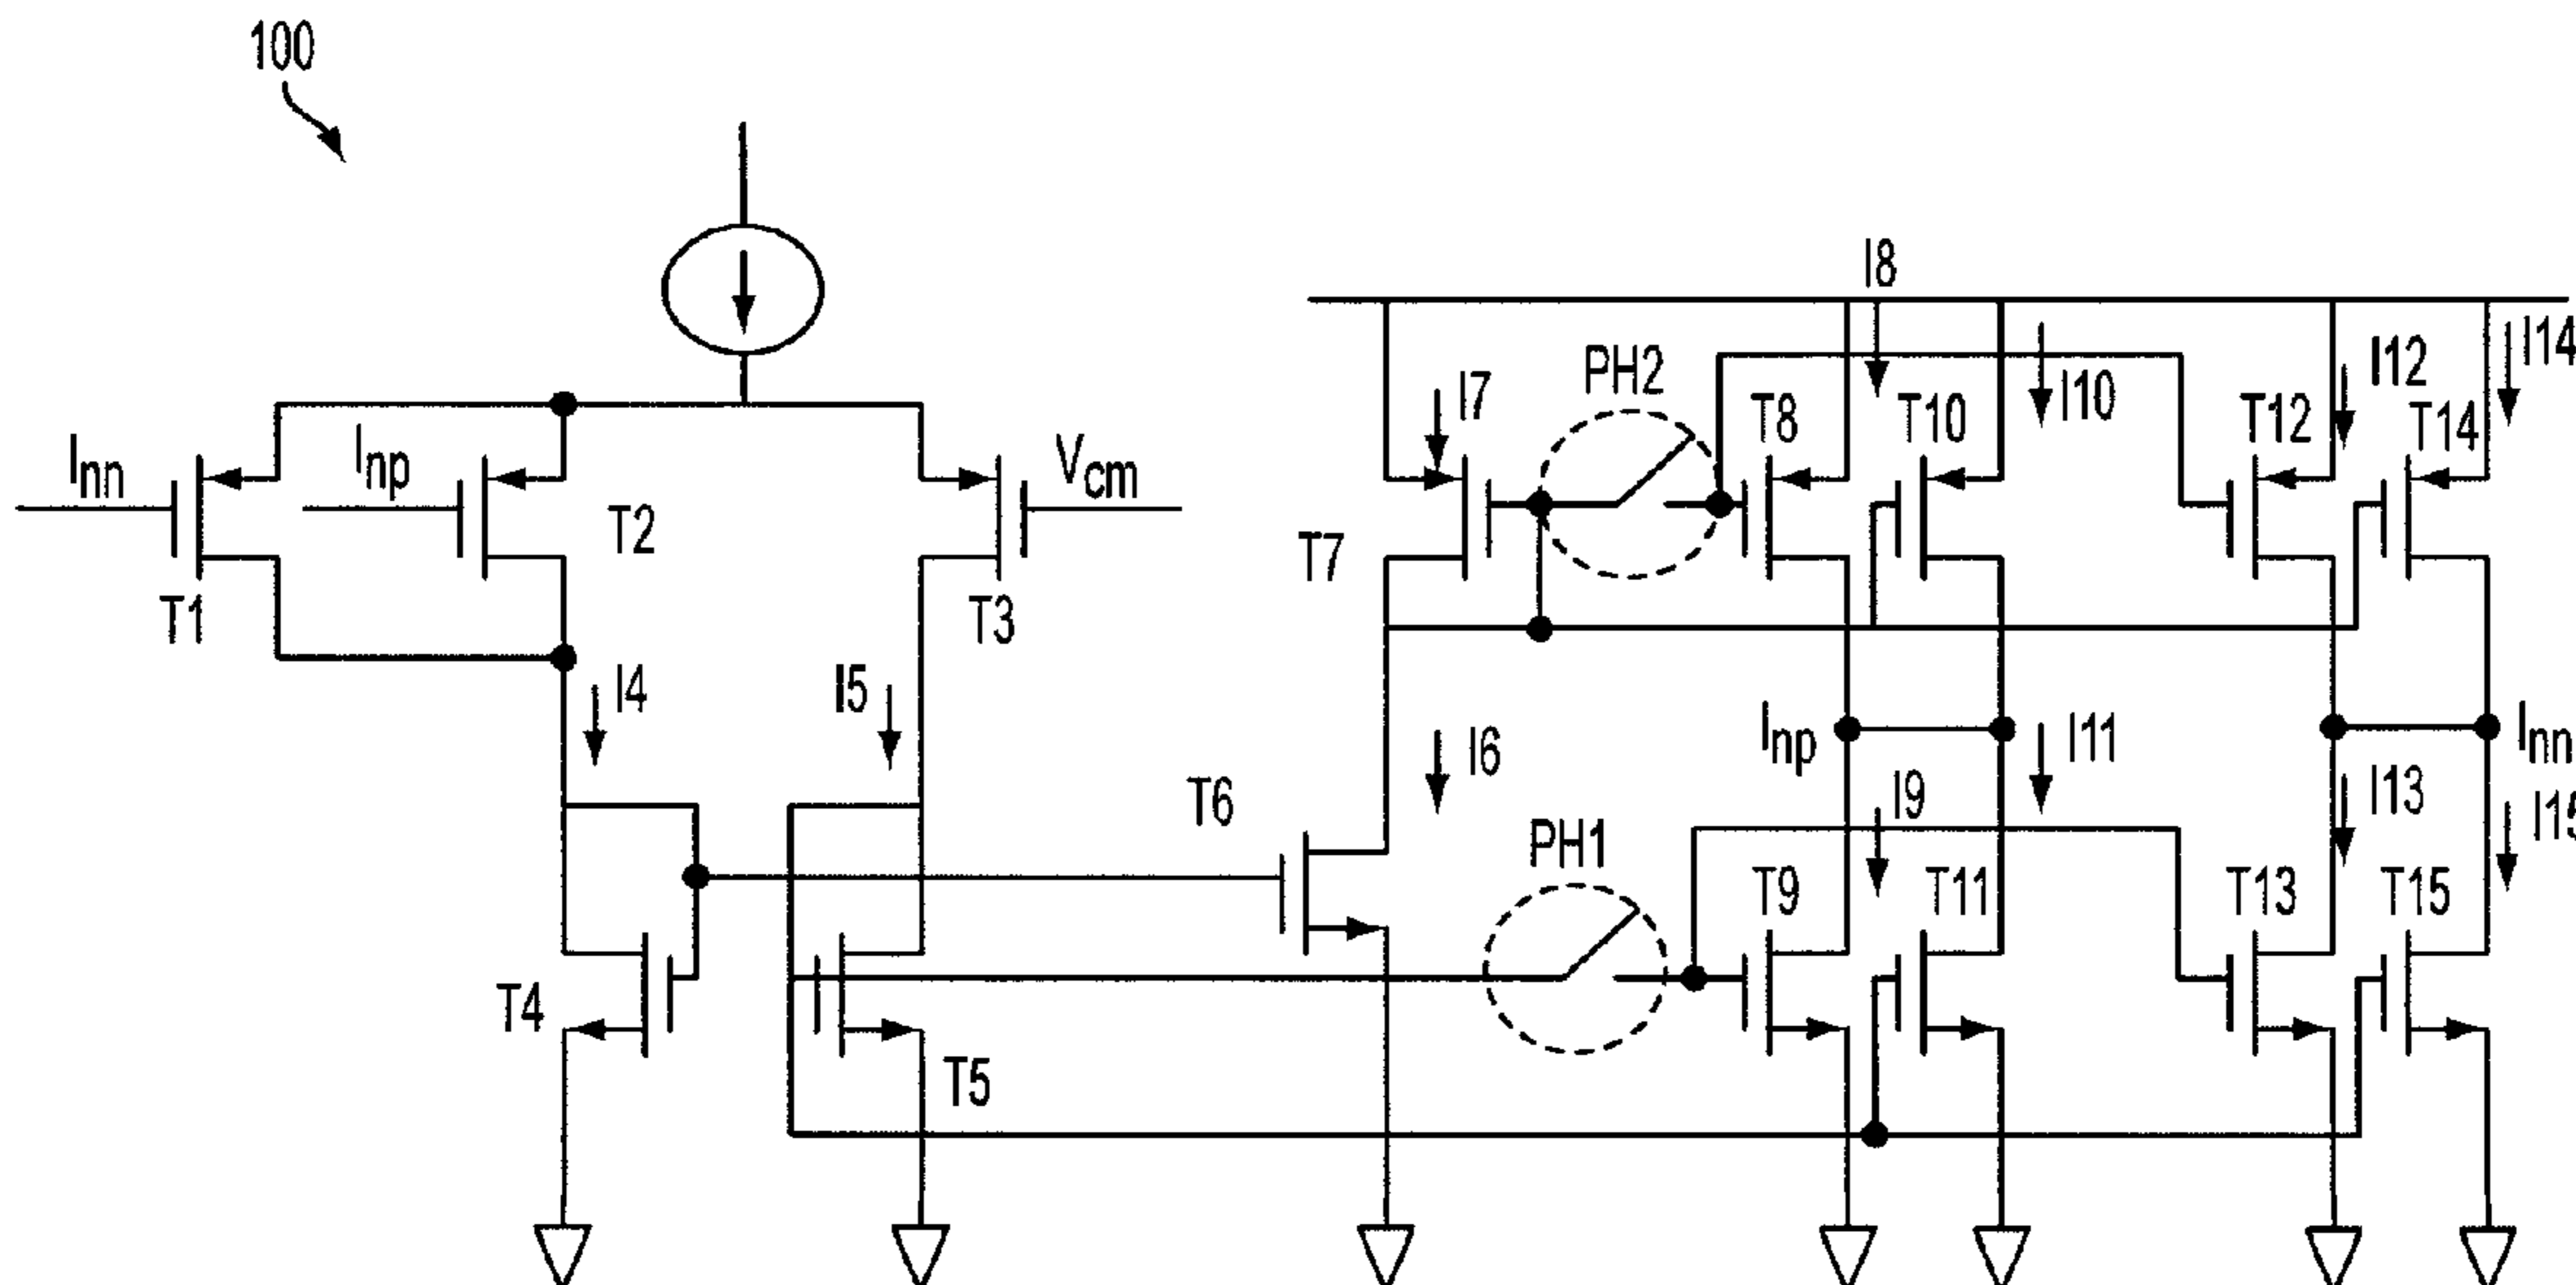 100
I8
I14
I12
PH2
I7
I10
T8
T10
T12
T14
Inn
Inp
Vcm
T2
T7
T1
T3
I4
I5
Inp
I11
Inn
I6
T6
I13
I9
I15
PH1
T9
T11
T13
T15
T4
T5